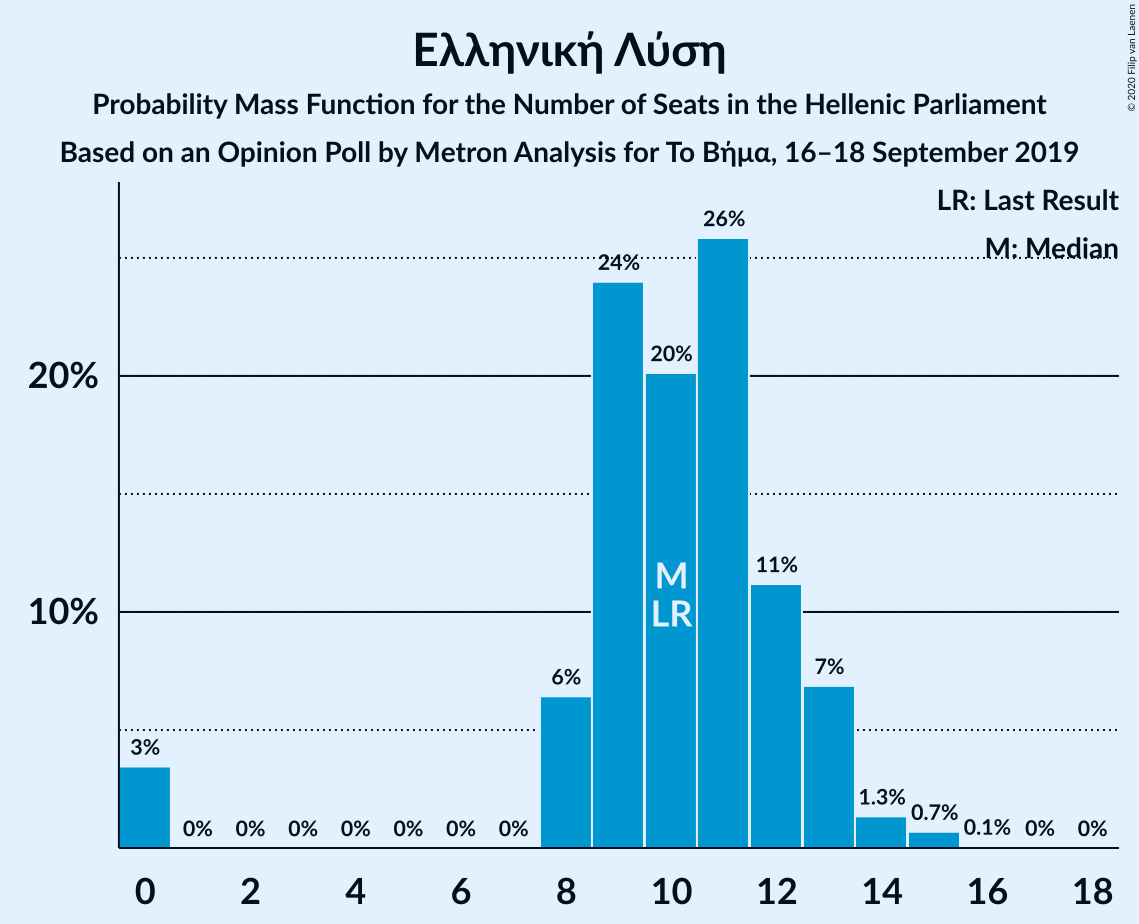 Ελληνική Λύση
Probability Mass Function for the Number of Seats in the Hellenic Parliament
Based on an Opinion Poll by Metron Analysis for Το Βήμα, 16–18 September 2019
© 2020 Filip van Laenen
LR: Last Result
M: Median
26%
24%
20%
20%
M
LR
11%
10%
7%
6%
3%
1.3%
0.7%
0.1%
0% 0% 0% 0% 0% 0% 0% 0% 0%
0 2 4 6 8 10 12 14 16 18